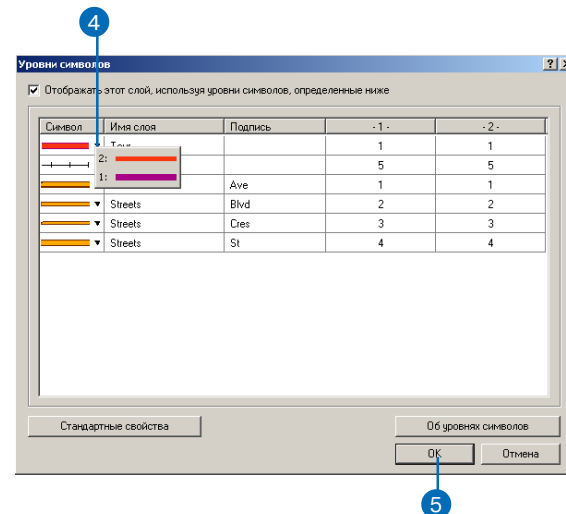 4
Уровни символов
Отображать этот слой, используя уровни символов, определенные ниже
Символ Имя слоя Подпись - 1 - - 2 -
1 1
2:
5 5
1:
Ave 1 1
Streets Blvd 2 2
Streets Cres 3 3
Streets St 4 4
Стандартные свойства Об уровнях символов
OK Отмена
5